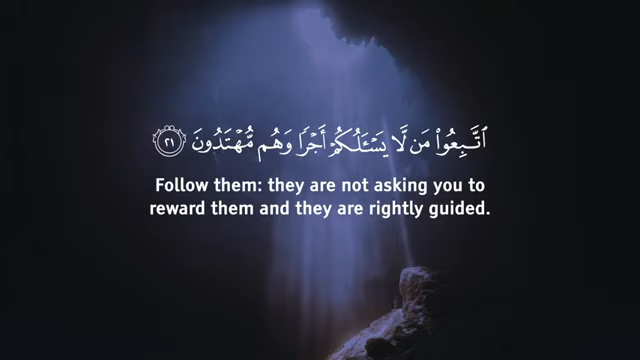 ٱتَّبِعُوا۟ مَن لَّا يَسْـَٔلُكُمْ أَجْرًا وَهُم مُّهْتَدُونَ ٢١
Follow them: they are not asking you to
reward them and they are rightly guided.